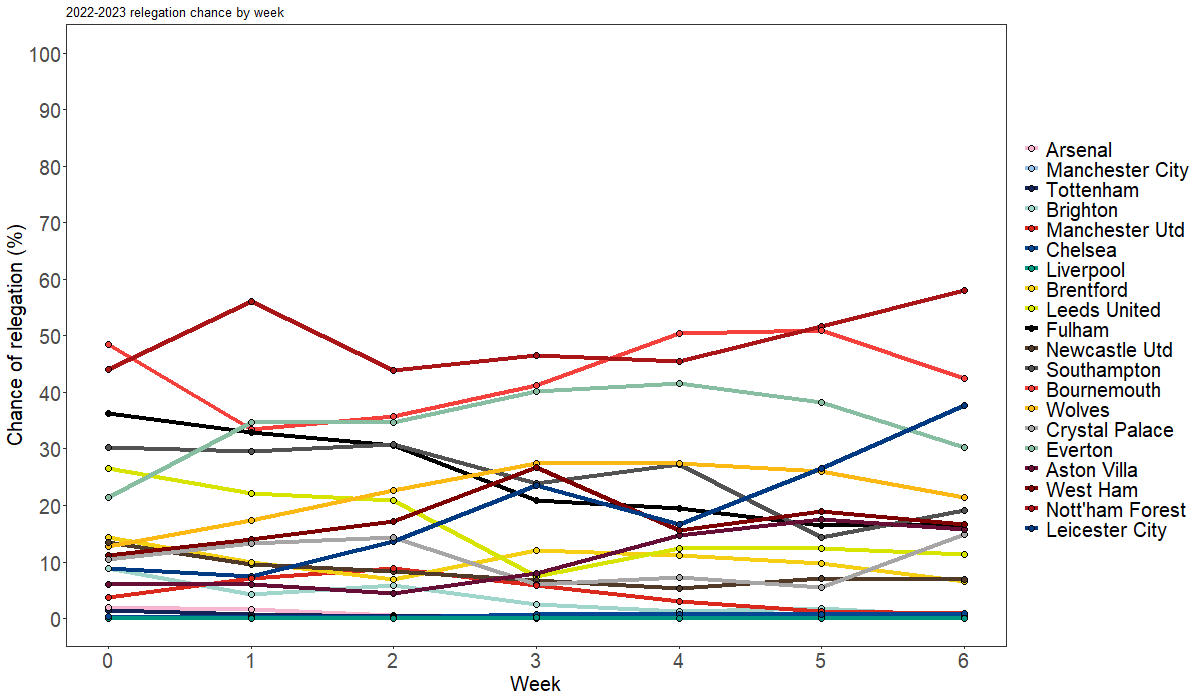 2022-2023 relegation chance by week
Chance of relegation (%)
100
90
80
70
60
50
40
30
20
10
0
0 1 2 3 4 5 6
Week
Arsenal
Manchester City
Tottenham
Brighton
Manchester Utd
Chelsea
Liverpool
Brentford
Leeds United
Fulham
Newcastle Utd
Southampton
Bournemouth
Wolves
Crystal Palace
Everton
Aston Villa
West Ham
Nott'ham Forest
Leicester City